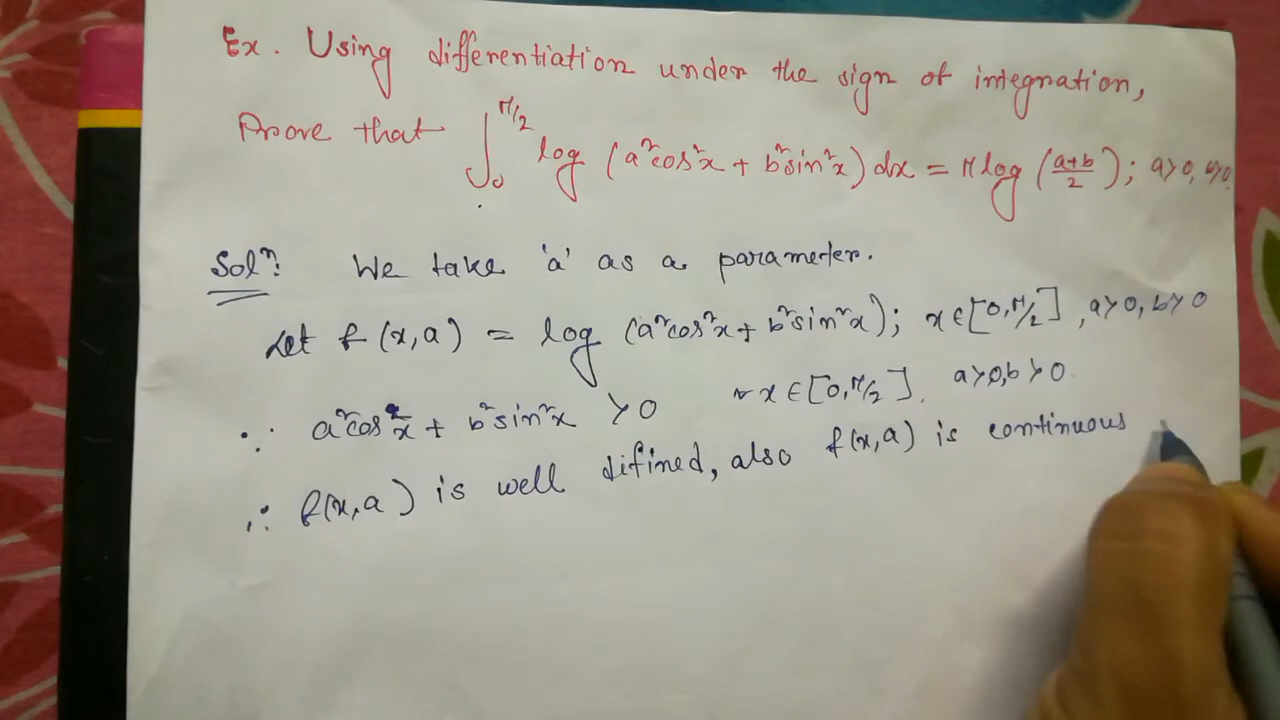 Ex. Using differentiation under the sign of integration,
Prove that ∫₀^π/2 log (a²cos²x + b²sin²x) dx = π log (a+b/2); a>0, b>0.
Solⁿ: We take 'a' as a parameter.
Let f(x,a) = log (a²cos²x + b²sin²x); x∈[0,π/2], a>0, b>0
∵ a²cos²x + b²sin²x >0 ∀ x∈[0,π/2], a>0, b>0.
∴ f(x,a) is well difined, also f(x,a) is continuous